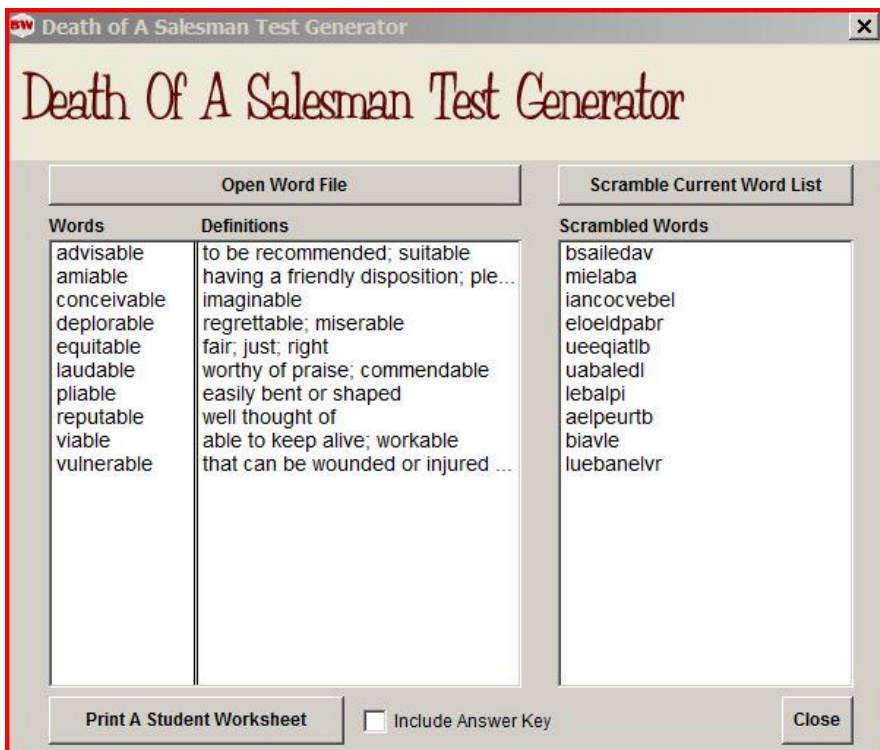 BW Death of A Salesman Test Generator
Death Of A Salesman Test Generator
Open Word File Scramble Current Word List
Words Definitions Scrambled Words
advisable to be recommended; suitable bsailedav
amiable having a friendly disposition; ple... mielaba
conceivable imaginable iancocvebel
deplorable regrettable; miserable eloeldpabr
equitable fair; just; right ueeqiatlb
laudable worthy of praise; commendable uabaledl
pliable easily bent or shaped lebalpi
reputable well thought of aelpeurtb
viable able to keep alive; workable biavle
vulnerable that can be wounded or injured ... luebanelvr
Print A Student Worksheet Include Answer Key Close